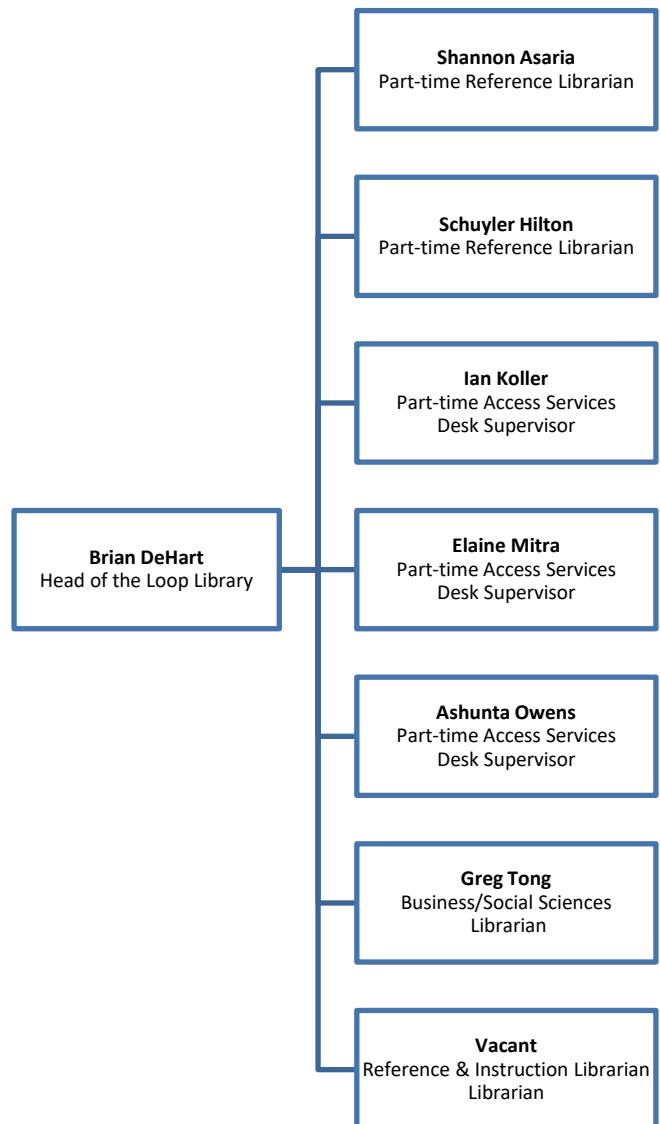 Shannon Asaria
Part-time Reference Librarian
Schuyler Hilton
Part-time Reference Librarian
Ian Koller
Part-time Access Services
Desk Supervisor
Brian DeHart
Head of the Loop Library
Elaine Mitra
Part-time Access Services
Desk Supervisor
Ashunta Owens
Part-time Access Services
Desk Supervisor
Greg Tong
Business/Social Sciences
Librarian
Vacant
Reference & Instruction Librarian
Librarian